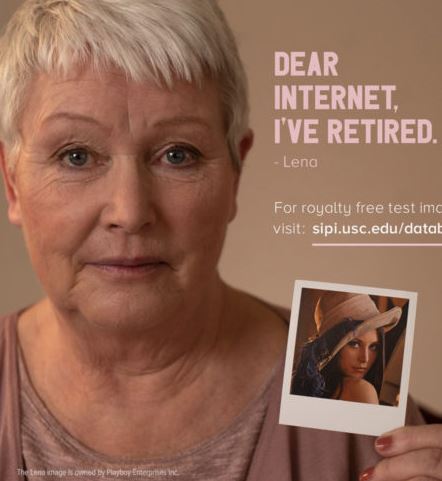 DEAR
INTERNET,
I'VE RETIRED.
- Lena
For royalty free test
visit: sipi.usc.edu/datab
The Lena image is owned by Playboy Enterprises Inc.